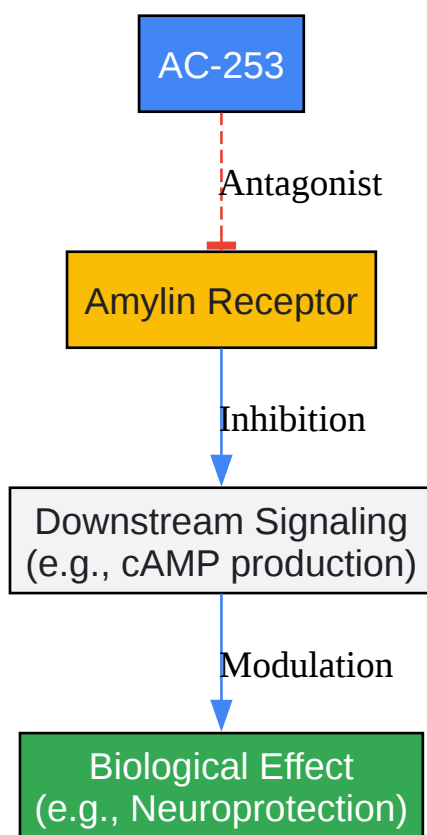 AC-253
Antagonist
Amylin Receptor
Inhibition
Downstream Signaling
(e.g., cAMP production)
Modulation
Biological Effect
(e.g., Neuroprotection)